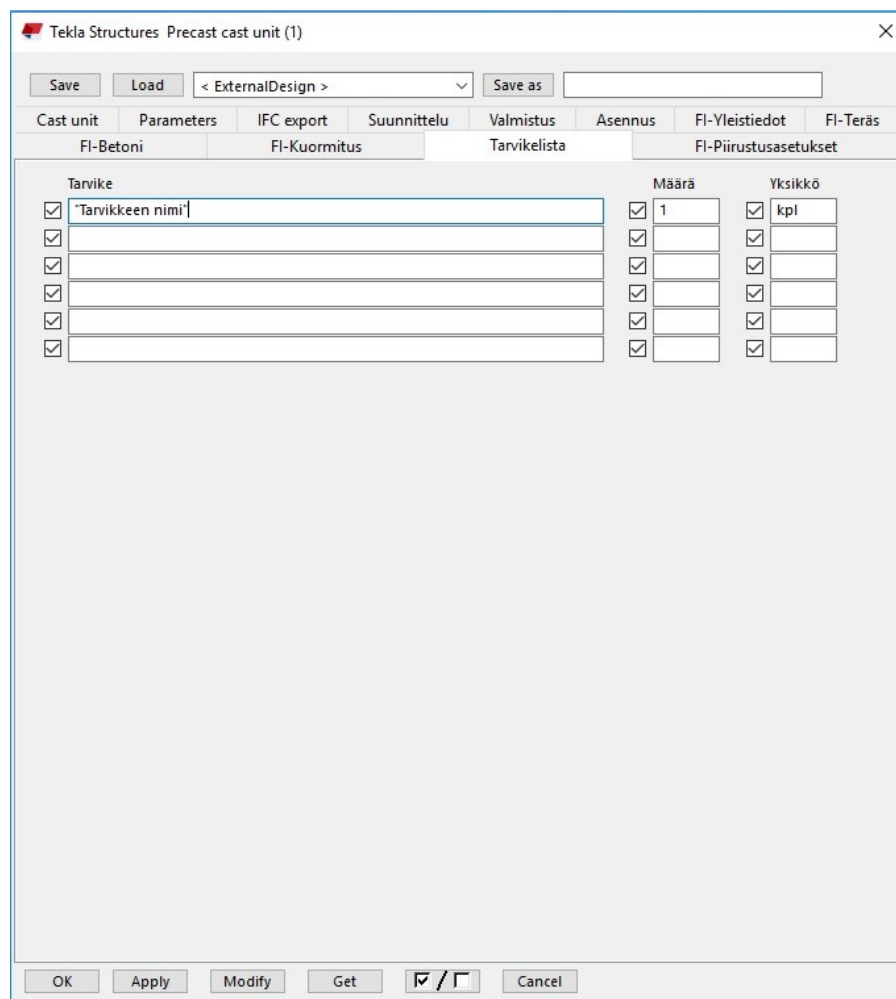 Tekla Structures Precast cast unit (1)
Save Load < ExternalDesign > Save as
Cast unit Parameters IFC export Suunnittelu Valmistus Asennus FI-Yleistiedot FI-Teräs
FI-Betoni FI-Kuormitus Tarvikelista FI-Piirustusasetukset
Tarvike Määrä Yksikkö
"Tarvikkeen nimi" 1 kpl
OK Apply Modify Get / Cancel